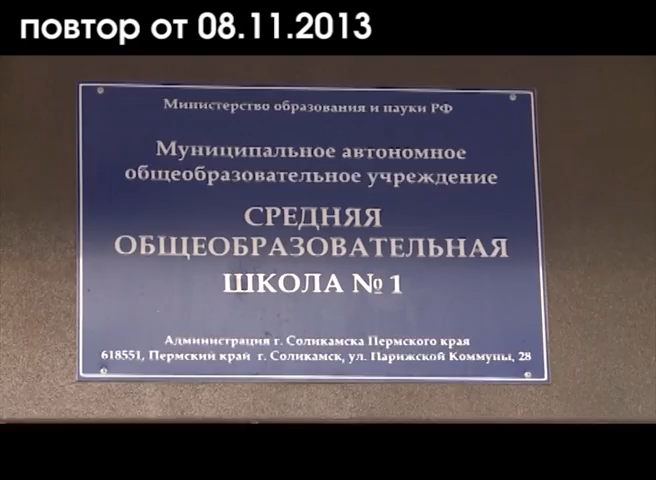 повтор от 08.11.2013
Министерство образования и науки РФ
Муниципальное автономное
общеобразовательное учреждение
СРЕДНЯЯ
ОБЩЕОБРАЗОВАТЕЛЬНАЯ
ШКОЛА № 1
Администрация г. Соликамска Пермского края
618551, Пермский край г. Соликамск, ул. Парижской Коммуны, 28